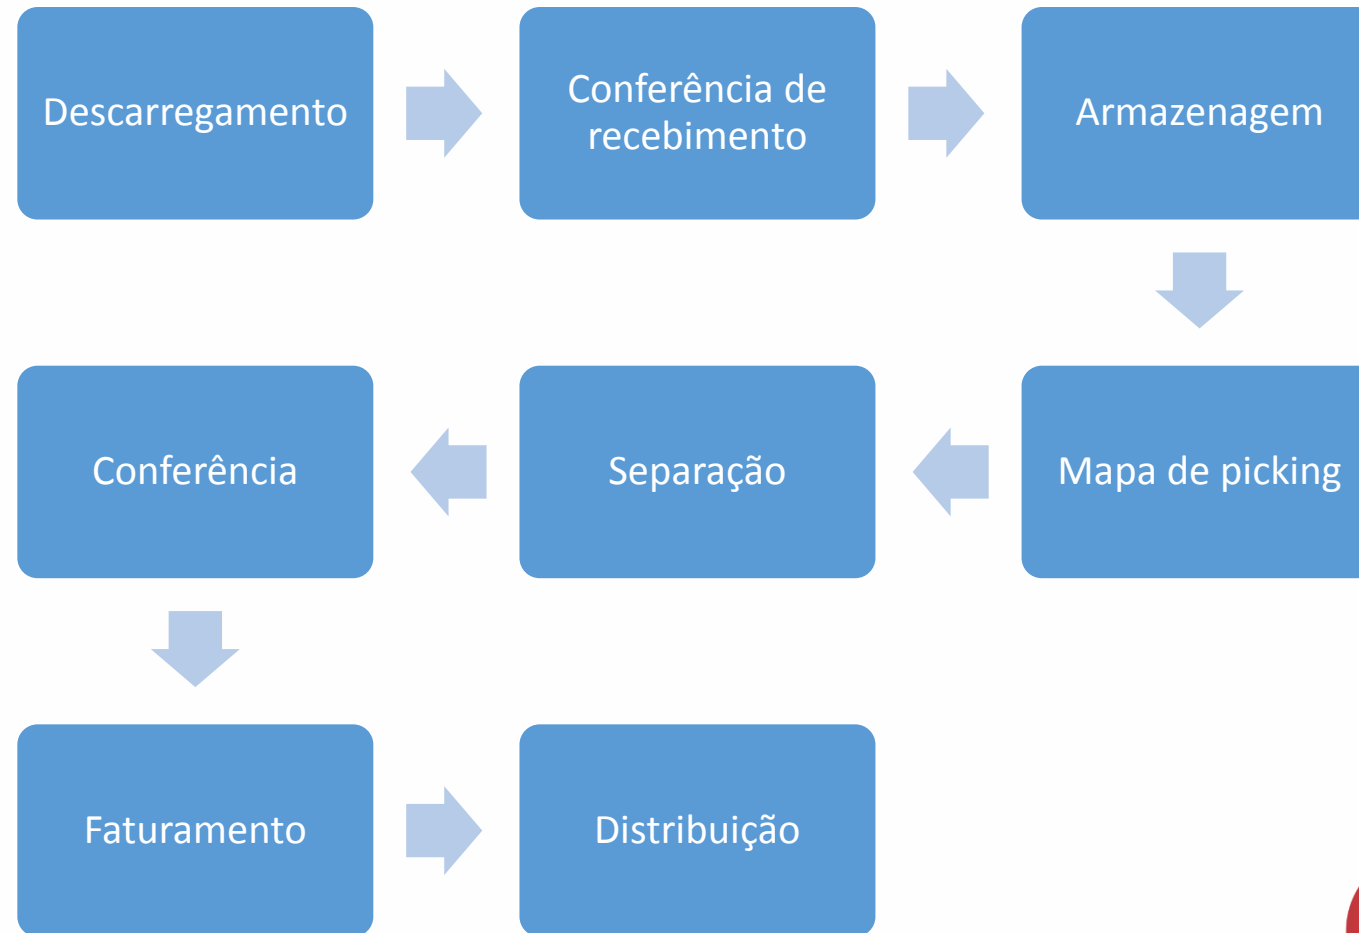 Descarregamento
Conferência de
recebimento
Armazenagem
Mapa de picking
Separação
Conferência
Faturamento
Distribuição